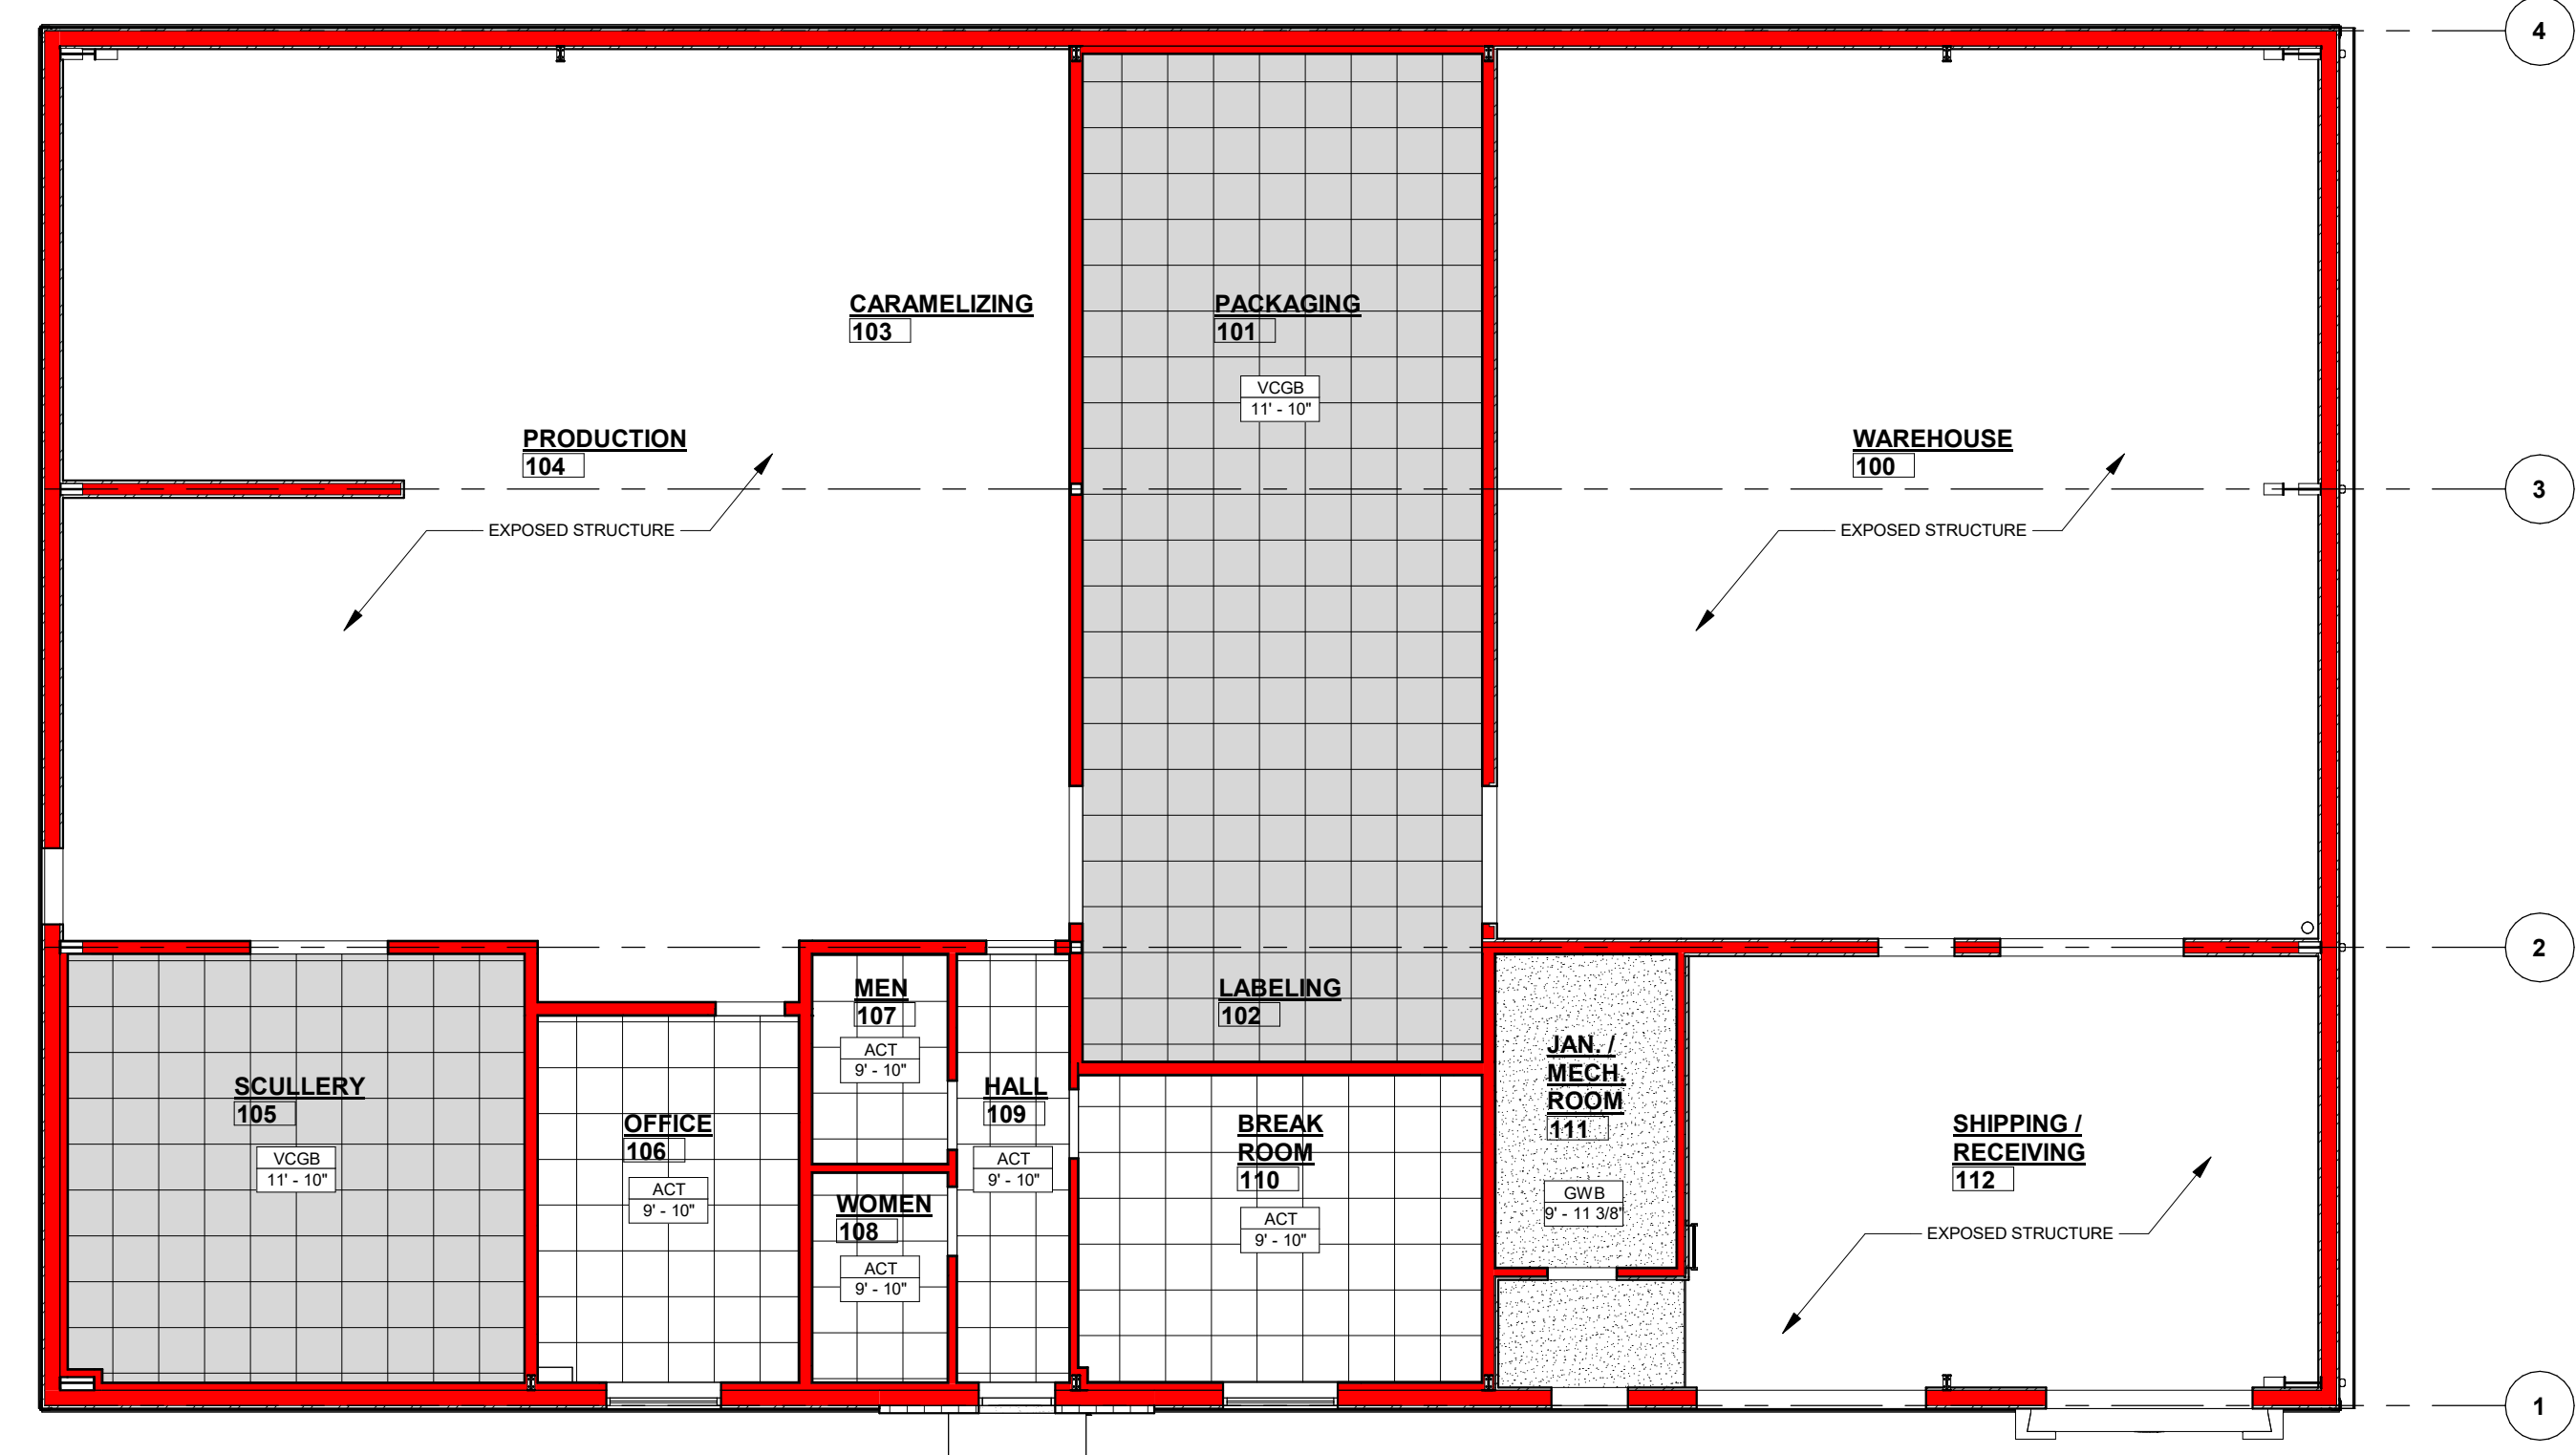 4
CARAMELIZING
103
PACKAGING
101
VCGB
11' - 10"
PRODUCTION
104
WAREHOUSE
100
3
EXPOSED STRUCTURE
EXPOSED STRUCTURE
2
MEN
107
ACT
9' - 10"
LABELING
102
SCULLERY
105
VCGB
11' - 10"
OFFICE
106
ACT
9' - 10"
HALL
109
ACT
9' - 10"
WOMEN
108
ACT
9' - 10"
BREAK
ROOM
110
ACT
9' - 10"
JAN. /
MECH.
ROOM
111
GWB
9' - 11 3/8"
SHIPPING /
RECEIVING
112
EXPOSED STRUCTURE
1